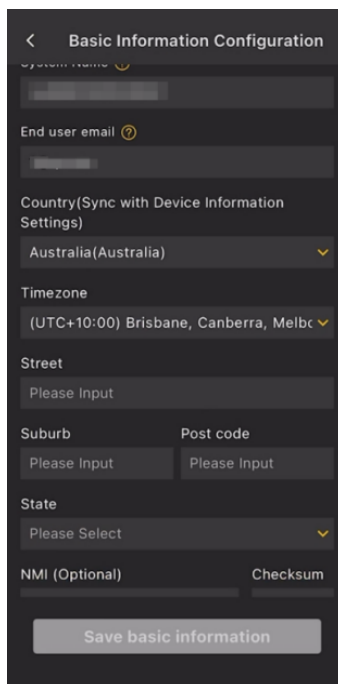 Basic Information Configuration
System Name
End user email
Country(Sync with Device Information
Settings)
Australia(Australia)
Timezone
(UTC+10:00) Brisbane, Canberra, Melbc
Street
Please Input
Suburb Post code
Please Input Please Input
State
Please Select
NMI (Optional) Checksum
Save basic information